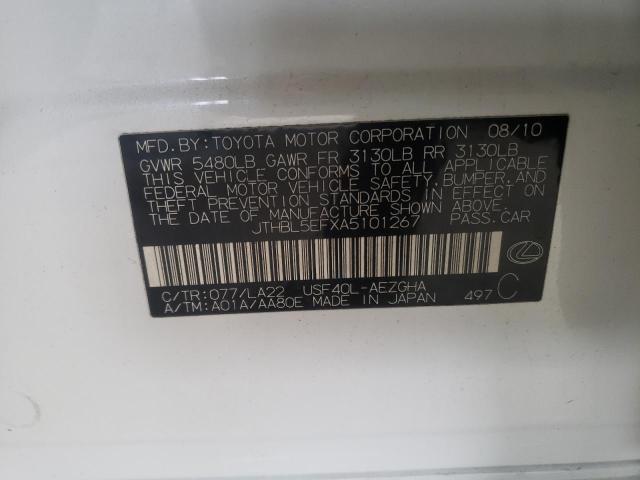 MFD.BY:TOYOTA MOTOR CORPORATION 08/10
GVWR 5480LB GAWR FR 3130LB RR 3130LB
THIS VEHICLE CONFORMS TO ALL APPLICABLE
FEDERAL MOTOR VEHICLE SAFETY,BUMPER,AND
THEFT PREVENTION STANDARDS IN EFFECT ON
THE DATE OF MANUFACTURE SHOWN ABOVE.
JTHBL5EFXA5101267 PASS.CAR
C/TR:077/LA22 USF40L-AEZGHA
A/TM:A01A/AA80E MADE IN JAPAN 497 C